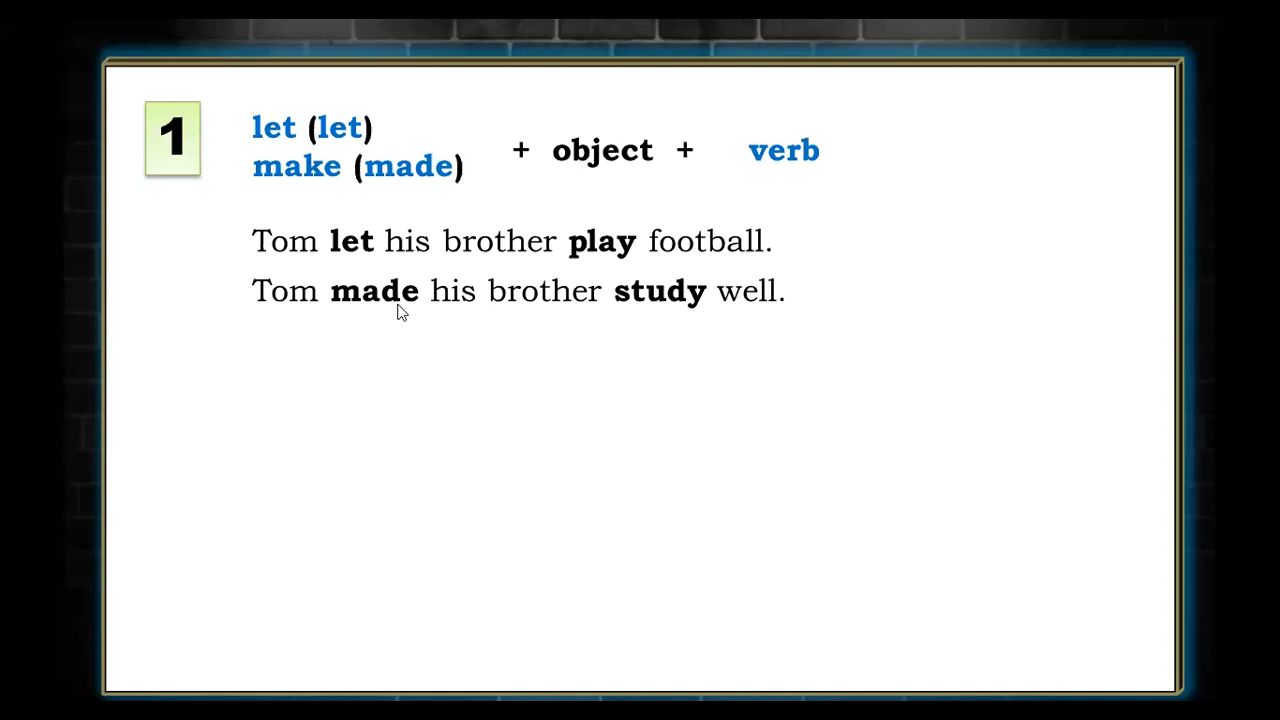 1
let (let)
make (made)
+ object + verb
Tom let his brother play football.
Tom made his brother study well.